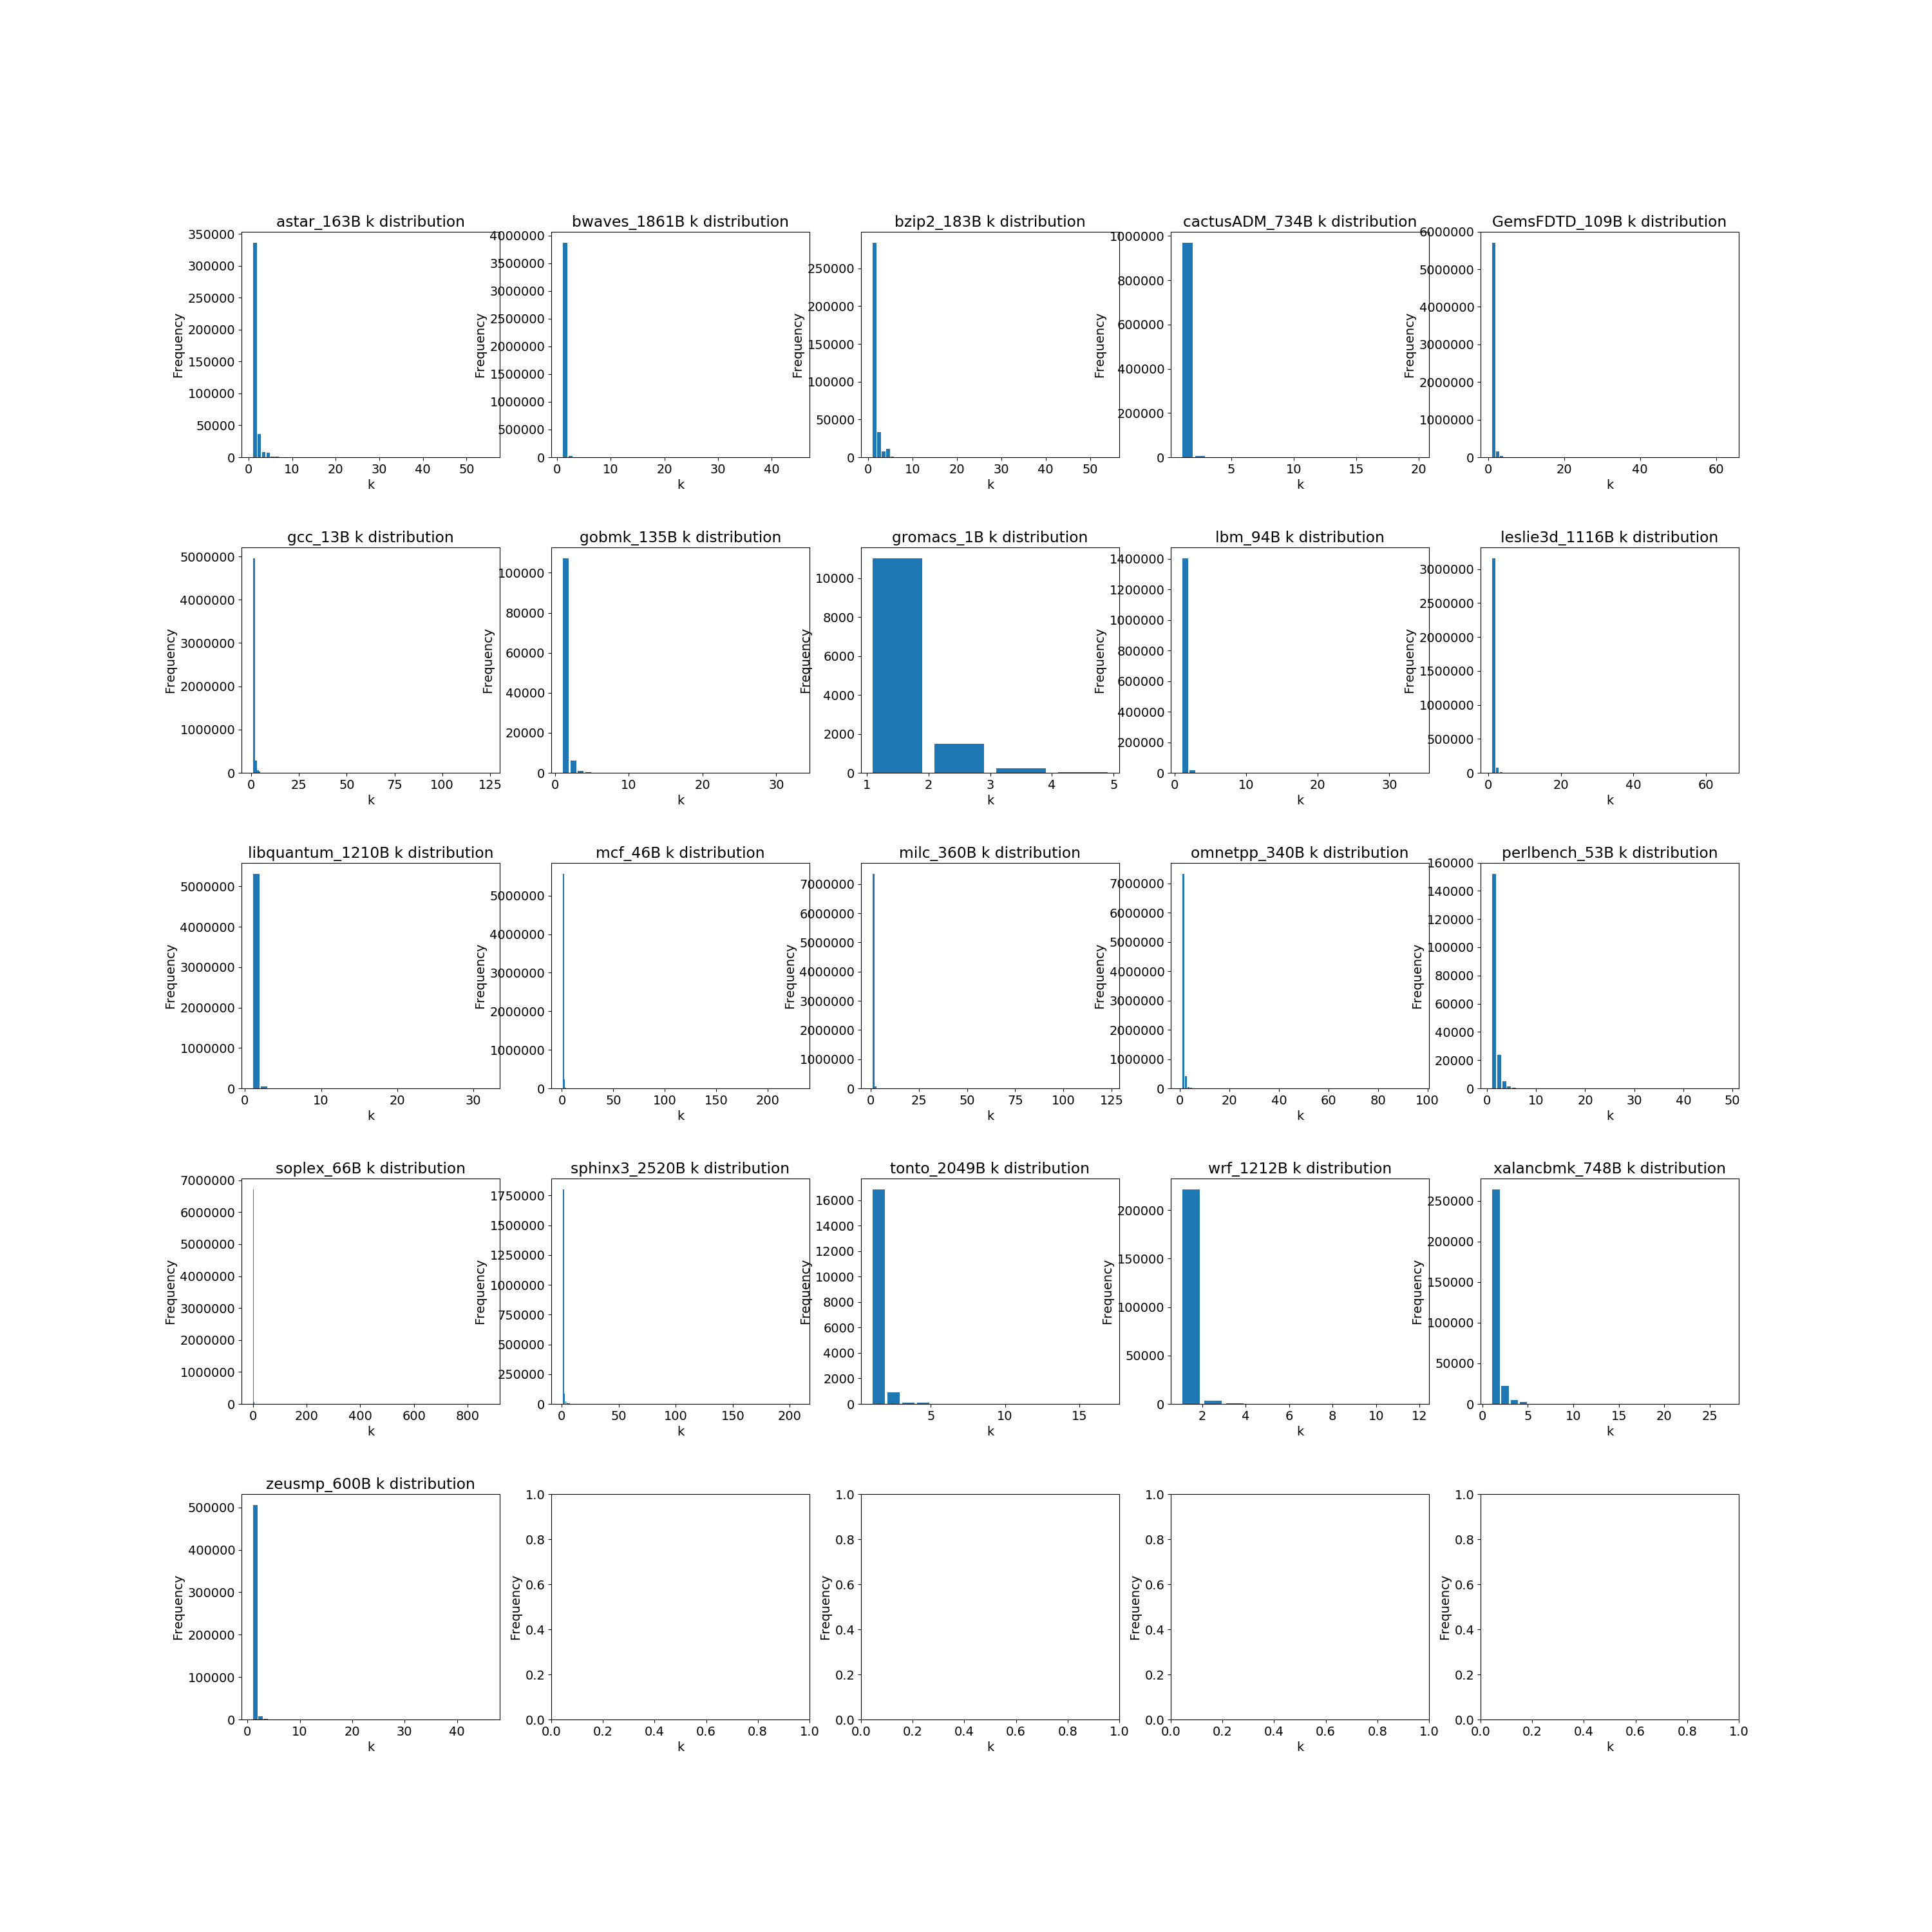 astar_163B k distribution
350000
300000
250000
200000
150000
100000
50000
0
Frequency
0 10 20 30 40 50
k
bwaves_1861B k distribution
4000000
3500000
3000000
2500000
2000000
1500000
1000000
500000
0
Frequency
0 10 20 30 40
k
bzip2_183B k distribution
250000
200000
150000
100000
50000
0
Frequency
0 10 20 30 40 50
k
cactusADM_734B k distribution
1000000
800000
600000
400000
200000
0
Frequency
5 10 15 20
k
GemsFDTD_109B k distribution
6000000
5000000
4000000
3000000
2000000
1000000
0
Frequency
0 20 40 60
k
gcc_13B k distribution
5000000
4000000
3000000
2000000
1000000
0
Frequency
0 25 50 75 100 125
k
gobmk_135B k distribution
100000
80000
60000
40000
20000
0
Frequency
0 10 20 30
k
gromacs_1B k distribution
10000
8000
6000
4000
2000
0
Frequency
1 2 3 4 5
k
lbm_94B k distribution
1400000
1200000
1000000
800000
600000
400000
200000
0
Frequency
0 10 20 30
k
leslie3d_1116B k distribution
3000000
2500000
2000000
1500000
1000000
500000
0
Frequency
0 20 40 60
k
libquantum_1210B k distribution
5000000
4000000
3000000
2000000
1000000
0
Frequency
0 10 20 30
k
mcf_46B k distribution
5000000
4000000
3000000
2000000
1000000
0
Frequency
0 50 100 150 200
k
milc_360B k distribution
7000000
6000000
5000000
4000000
3000000
2000000
1000000
0
Frequency
0 25 50 75 100 125
k
omnetpp_340B k distribution
7000000
6000000
5000000
4000000
3000000
2000000
1000000
0
Frequency
0 20 40 60 80 100
k
perlbench_53B k distribution
160000
140000
120000
100000
80000
60000
40000
20000
0
Frequency
0 10 20 30 40 50
k
soplex_66B k distribution
7000000
6000000
5000000
4000000
3000000
2000000
1000000
0
Frequency
0 200 400 600 800
k
sphinx3_2520B k distribution
1750000
1500000
1250000
1000000
750000
500000
250000
0
Frequency
0 50 100 150 200
k
tonto_2049B k distribution
16000
14000
12000
10000
8000
6000
4000
2000
0
Frequency
5 10 15
k
wrf_1212B k distribution
200000
150000
100000
50000
0
Frequency
2 4 6 8 10 12
k
xalancbmk_748B k distribution
250000
200000
150000
100000
50000
0
Frequency
0 5 10 15 20 25
k
zeusmp_600B k distribution
500000
400000
300000
200000
100000
0
Frequency
0 10 20 30 40
k
1.0
0.8
0.6
0.4
0.2
0.0
Frequency
0.0 0.2 0.4 0.6 0.8 1.0
k
1.0
0.8
0.6
0.4
0.2
0.0
Frequency
0.0 0.2 0.4 0.6 0.8 1.0
k
1.0
0.8
0.6
0.4
0.2
0.0
Frequency
0.0 0.2 0.4 0.6 0.8 1.0
k
1.0
0.8
0.6
0.4
0.2
0.0
Frequency
0.0 0.2 0.4 0.6 0.8 1.0
k